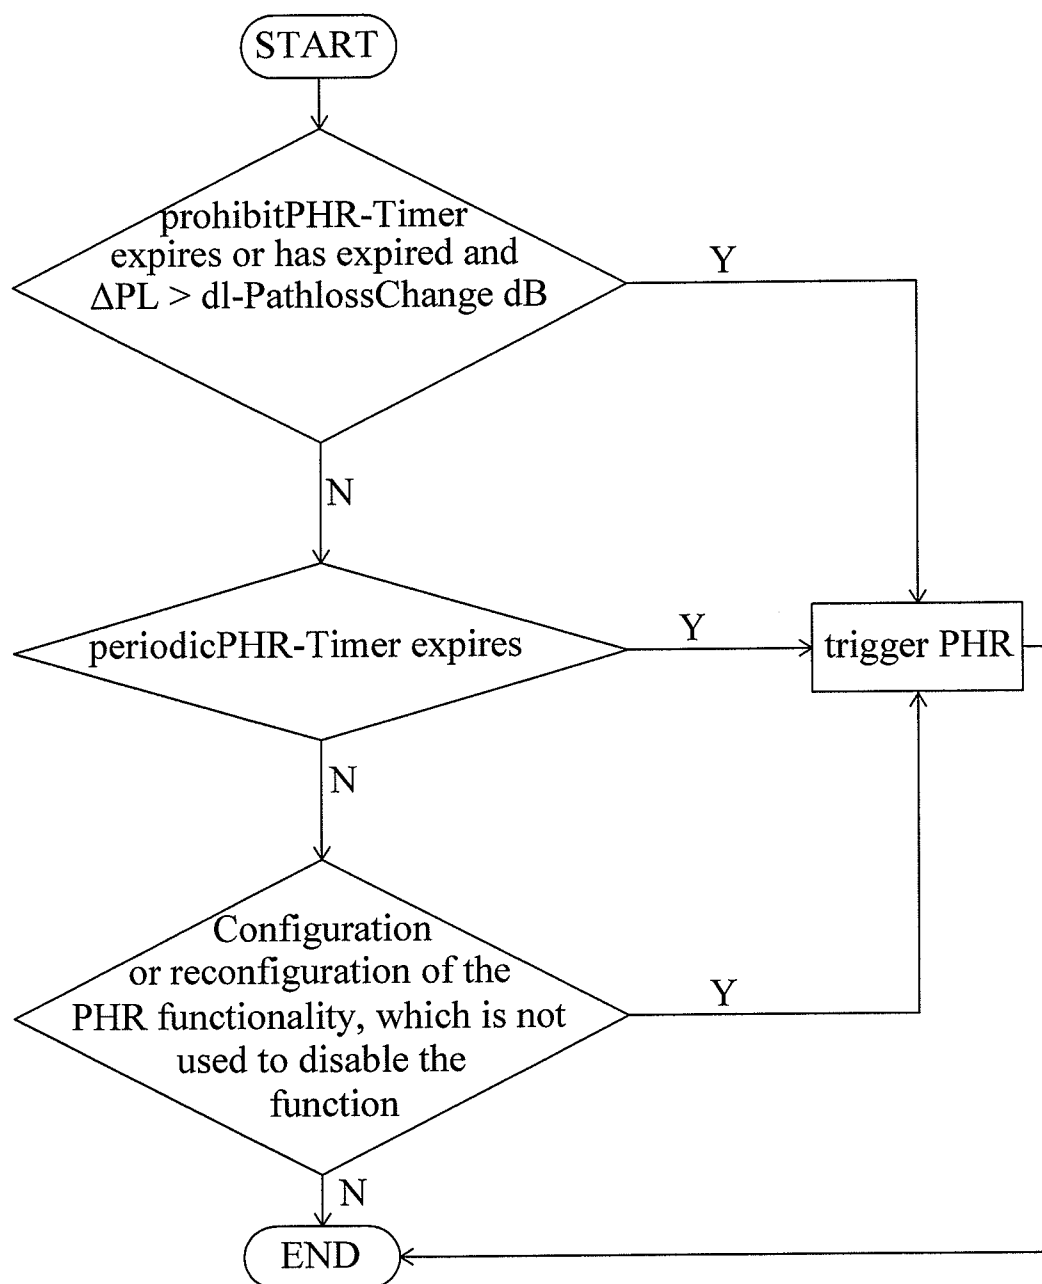 START
prohibitPHR-Timer
expires or has expired and
ΔPL > dl-PathlossChange dB
Y
N
periodicPHR-Timer expires
Y
trigger PHR
N
Configuration
or reconfiguration of the
PHR functionality, which is not
used to disable the
function
Y
N
END